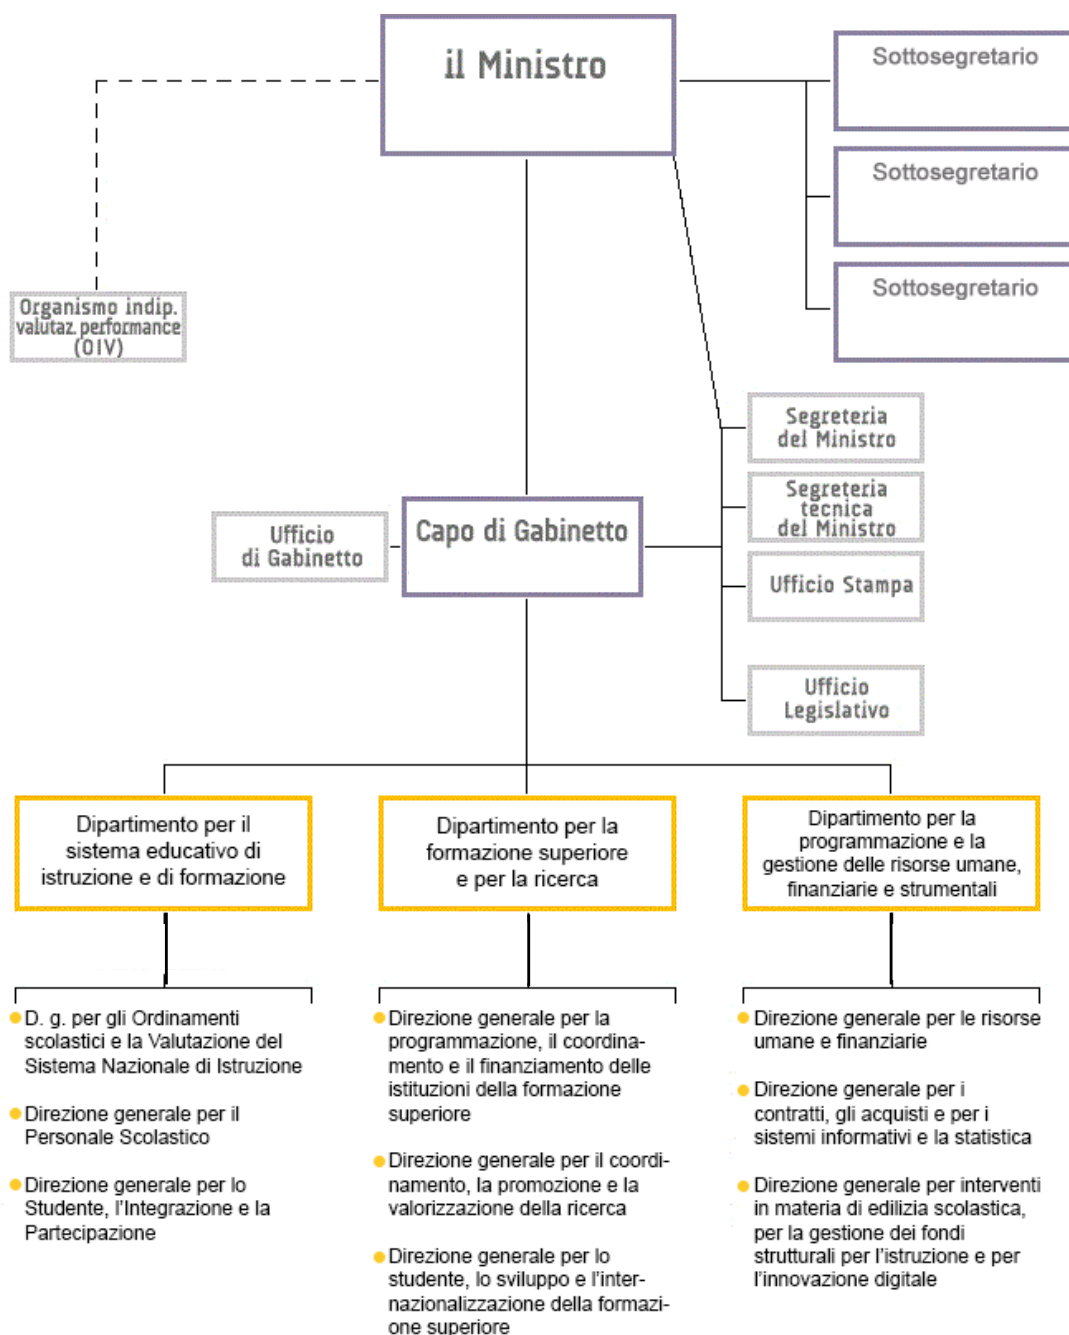 il Ministro
Sottosegretario
Sottosegretario
Sottosegretario
Organismo indip.
valutaz. performance
(OIV)
Segreteria
del Ministro
Segreteria
tecnica
del Ministro
Ufficio
di Gabinetto
Capo di Gabinetto
Ufficio Stampa
Ufficio
Legislativo
Dipartimento per il
sistema educativo di
istruzione e di formazione
Dipartimento per la
formazione superiore
e per la ricerca
Dipartimento per la
programmazione e la
gestione delle risorse umane,
finanziarie e strumentali
D. g. per gli Ordinamenti
scolastici e la Valutazione del
Sistema Nazionale di Istruzione
Direzione generale per il
Personale Scolastico
Direzione generale per lo
Studente, l'Integrazione e la
Partecipazione
Direzione generale per la
programmazione, il coordina-
mento e il finanziamento delle
istituzioni della formazione
superiore
Direzione generale per il coordi-
namento, la promozione e la
valorizzazione della ricerca
Direzione generale per lo
studente, lo sviluppo e l'inter-
nazionalizzazione della formazi-
one superiore
Direzione generale per le risorse
umane e finanziarie
Direzione generale per i
contratti, gli acquisti e per i
sistemi informativi e la statistica
Direzione generale per interventi
in materia di edilizia scolastica,
per la gestione dei fondi
strutturali per l'istruzione e per
l'innovazione digitale